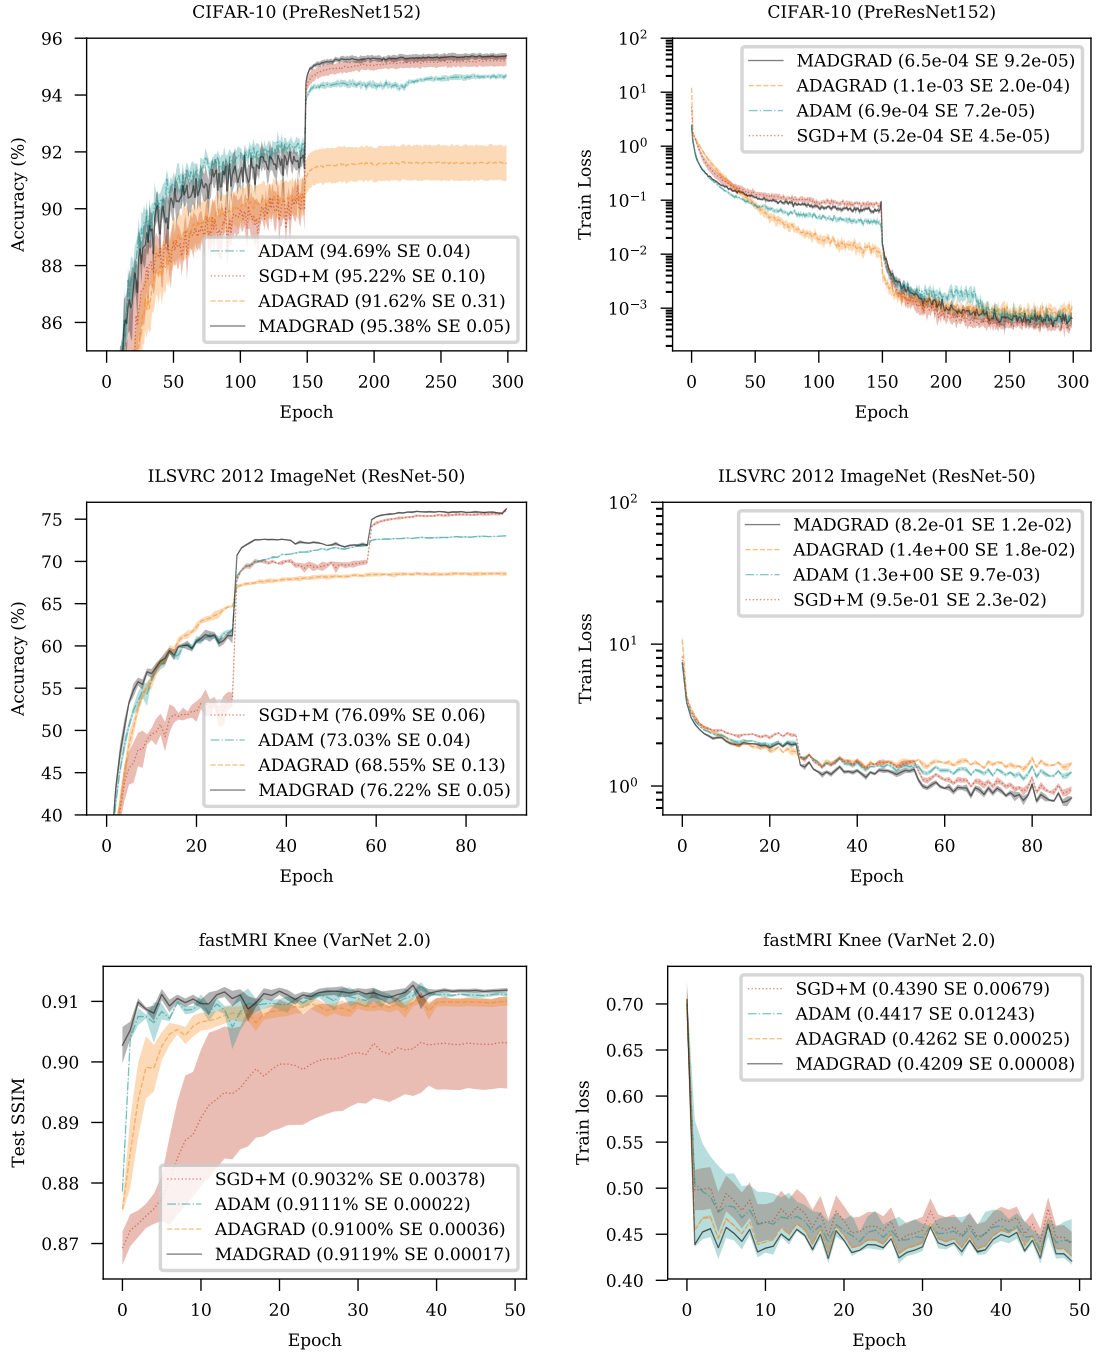 CIFAR-10 (PreResNet152)
96
94
92
90
88
86
Accuracy (%)
ADAM (94.69% SE 0.04)
SGD+M (95.22% SE 0.10)
ADAGRAD (91.62% SE 0.31)
MADGRAD (95.38% SE 0.05)
0 50 100 150 200 250 300
Epoch
CIFAR-10 (PreResNet152)
10²
10¹
10⁰
10⁻¹
10⁻²
10⁻³
Train Loss
MADGRAD (6.5e-04 SE 9.2e-05)
ADAGRAD (1.1e-03 SE 2.0e-04)
ADAM (6.9e-04 SE 7.2e-05)
SGD+M (5.2e-04 SE 4.5e-05)
0 50 100 150 200 250 300
Epoch
ILSVRC 2012 ImageNet (ResNet-50)
75
70
65
60
55
50
45
40
Accuracy (%)
SGD+M (76.09% SE 0.06)
ADAM (73.03% SE 0.04)
ADAGRAD (68.55% SE 0.13)
MADGRAD (76.22% SE 0.05)
0 20 40 60 80
Epoch
ILSVRC 2012 ImageNet (ResNet-50)
10²
10¹
10⁰
Train Loss
MADGRAD (8.2e-01 SE 1.2e-02)
ADAGRAD (1.4e+00 SE 1.8e-02)
ADAM (1.3e+00 SE 9.7e-03)
SGD+M (9.5e-01 SE 2.3e-02)
0 20 40 60 80
Epoch
fastMRI Knee (VarNet 2.0)
0.91
0.90
0.89
0.88
0.87
Test SSIM
SGD+M (0.9032% SE 0.00378)
ADAM (0.9111% SE 0.00022)
ADAGRAD (0.9100% SE 0.00036)
MADGRAD (0.9119% SE 0.00017)
0 10 20 30 40 50
Epoch
fastMRI Knee (VarNet 2.0)
0.70
0.65
0.60
0.55
0.50
0.45
0.40
Train loss
SGD+M (0.4390 SE 0.00679)
ADAM (0.4417 SE 0.01243)
ADAGRAD (0.4262 SE 0.00025)
MADGRAD (0.4209 SE 0.00008)
0 10 20 30 40 50
Epoch